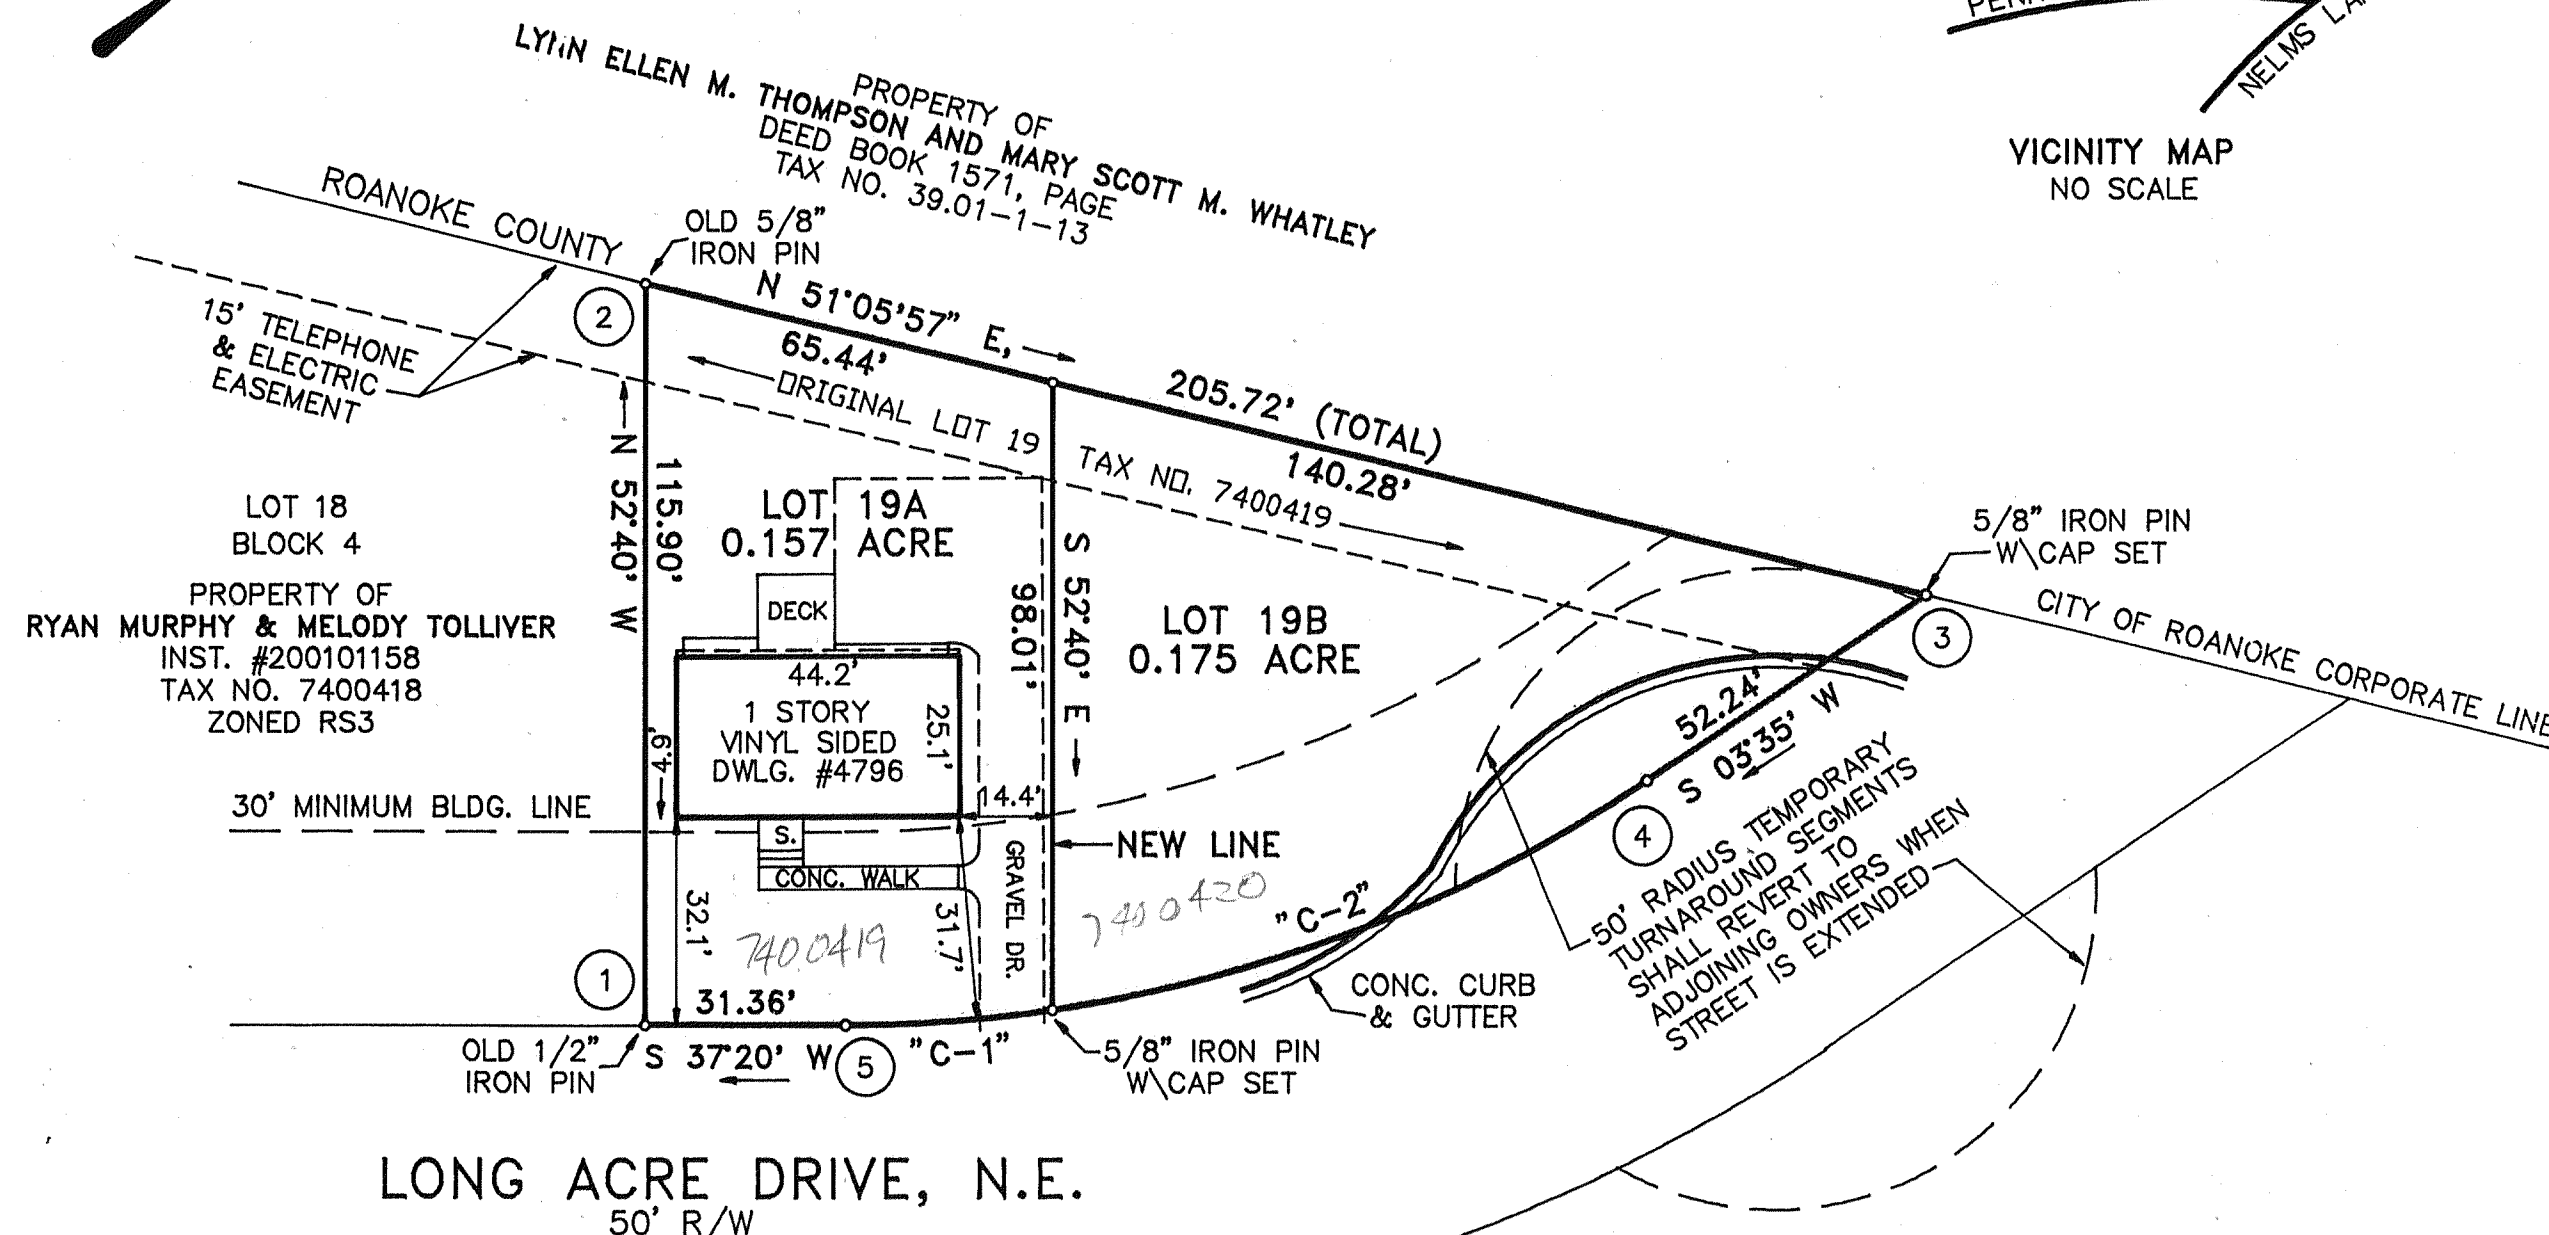 NELMS
VICINITY MAP
NO SCALE
PROPERTY OF
LYNN ELLEN M. THOMPSON AND MARY SCOTT M. WHATLEY
DEED BOOK 1571, PAGE
TAX NO. 39.01-1-13
ROANOKE COUNTY
OLD 5/8"
IRON PIN
15' TELEPHONE
& ELECTRIC
EASEMENT
2
N 51°05'57" E,
205.72' (TOTAL)
65.44'
140.28'
ORIGINAL LOT 19
TAX NO. 7400419
N 52°40' W
115.90'
LOT 19A
0.157 ACRE
S 52°40' E
98.01'
LOT 19B
0.175 ACRE
5/8" IRON PIN
W\CAP SET
3
CITY OF ROANOKE CORPORATE LINE
LOT 18
BLOCK 4
PROPERTY OF
RYAN MURPHY & MELODY TOLLIVER
INST. #200101158
TAX NO. 7400418
ZONED RS3
DECK
44.2'
1 STORY
VINYL SIDED
DWLG. #4796
25.1'
4.9'
14.4'
30' MINIMUM BLDG. LINE
S.
CONC. WALK
GRAVEL DR.
NEW LINE
32.1'
31.7'
7400419
7400420
52.24'
S 03°35' W
4
50' RADIUS TEMPORARY
TURNAROUND SEGMENTS
SHALL REVERT TO
ADJOINING OWNERS WHEN
STREET IS EXTENDED
"C-2"
CONC. CURB
& GUTTER
1
31.36'
OLD 1/2"
IRON PIN
S 37°20' W
5
"C-1"
5/8" IRON PIN
W\CAP SET
LONG ACRE DRIVE, N.E.
50' R/W